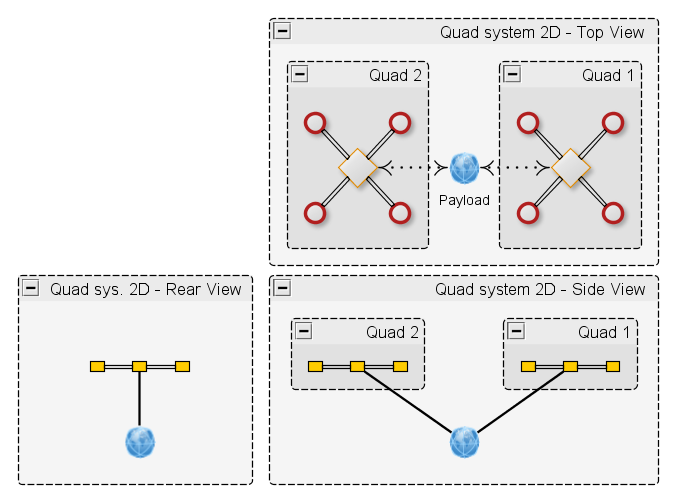 Quad system 2D - Top View
Quad 2
Quad 1
Payload
Quad sys. 2D - Rear View
Quad system 2D - Side View
Quad 2
Quad 1